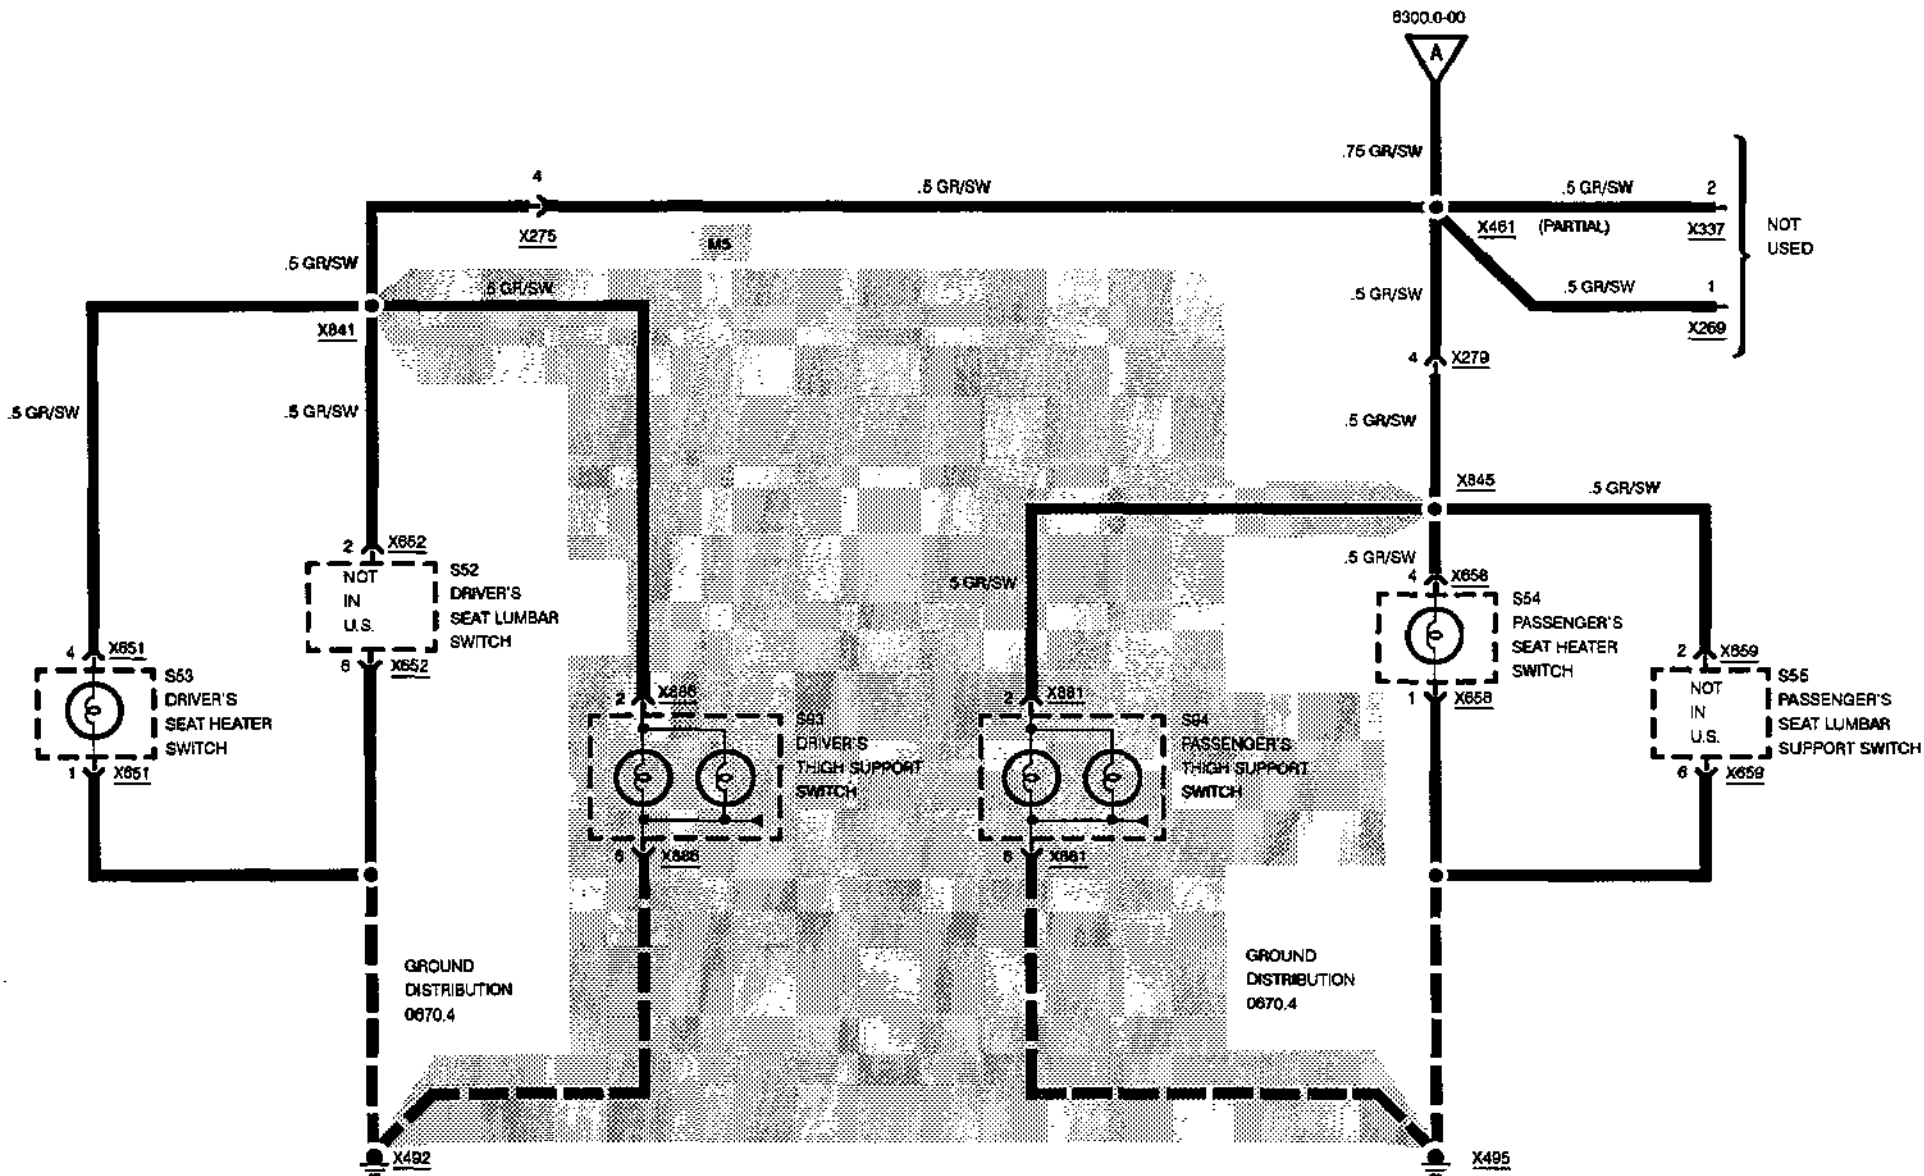 8300.0-00
A
.75 GR/SW
4
.5 GR/SW
.5 GR/SW
2
X275
X461
(PARTIAL)
X337
NOT
USED
M5
.5 GR/SW
.5 GR/SW
.5 GR/SW
.5 GR/SW
1
X841
X269
4
X279
.5 GR/SW
.5 GR/SW
.5 GR/SW
X845
.5 GR/SW
2
X652
NOT
IN
U.S.
S52
DRIVER'S
SEAT LUMBAR
SWITCH
6
X652
.5 GR/SW
.5 GR/SW
4
X658
S54
PASSENGER'S
SEAT HEATER
SWITCH
1
X658
4
X651
S53
DRIVER'S
SEAT HEATER
SWITCH
1
X651
2
X659
NOT
IN
U.S.
S55
PASSENGER'S
SEAT LUMBAR
SUPPORT SWITCH
6
X659
2
S93
DRIVER'S
THIGH SUPPORT
SWITCH
6
2
X881
S94
PASSENGER'S
THIGH SUPPORT
SWITCH
6
GROUND
DISTRIBUTION
0670.4
GROUND
DISTRIBUTION
0670.4
X492
X495